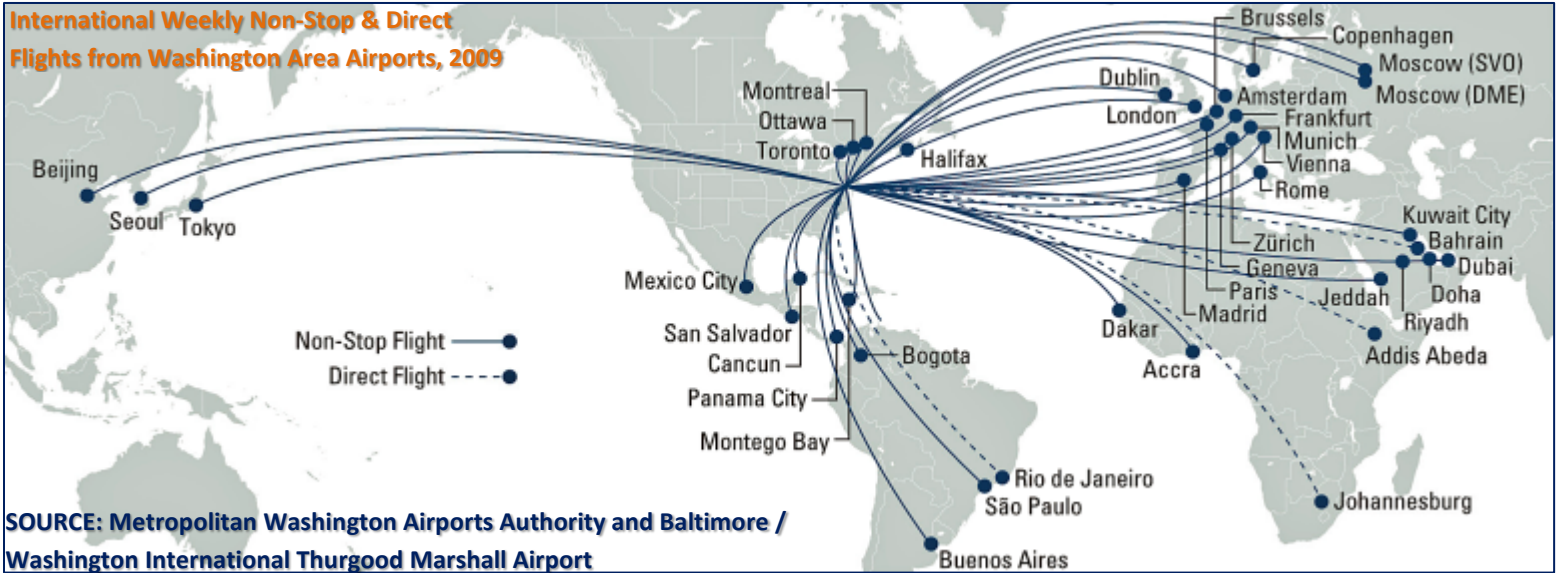 International Weekly Non-Stop & Direct
Flights from Washington Area Airports, 2009
Brussels
Copenhagen
Moscow (SVO)
Moscow (DME)
Dublin
Amsterdam
London
Frankfurt
Munich
Vienna
Rome
Montreal
Ottawa
Toronto
Halifax
Beijing
Seoul
Tokyo
Kuwait City
Bahrain
Dubai
Zürich
Geneva
Paris
Madrid
Jeddah
Doha
Riyadh
Addis Abeda
Mexico City
San Salvador
Cancun
Bogota
Panama City
Montego Bay
Dakar
Accra
Non-Stop Flight
Direct Flight
Rio de Janeiro
São Paulo
Johannesburg
Buenos Aires
SOURCE: Metropolitan Washington Airports Authority and Baltimore /
Washington International Thurgood Marshall Airport